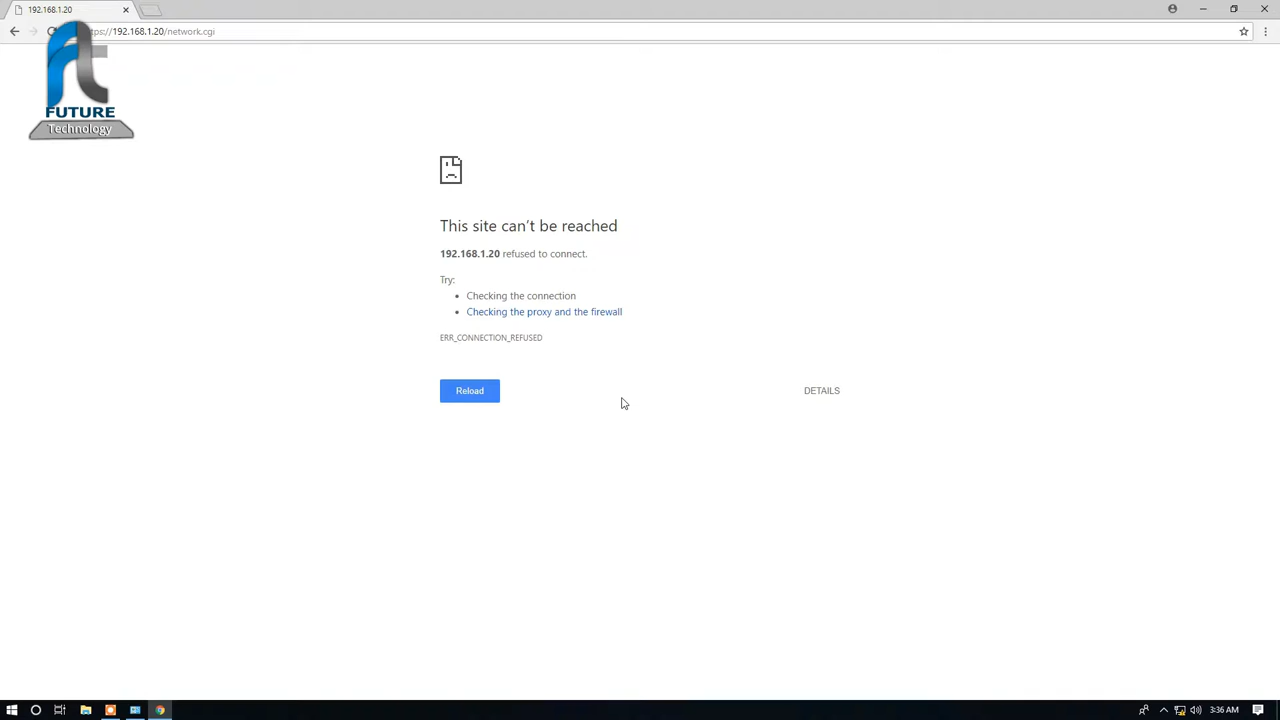 192.168.1.20
https://192.168.1.20/network.cgi
FUTURE
Technology
This site can't be reached
192.168.1.20 refused to connect.
Try:
• Checking the connection
• Checking the proxy and the firewall
ERR_CONNECTION_REFUSED
Reload
DETAILS
3:36 AM